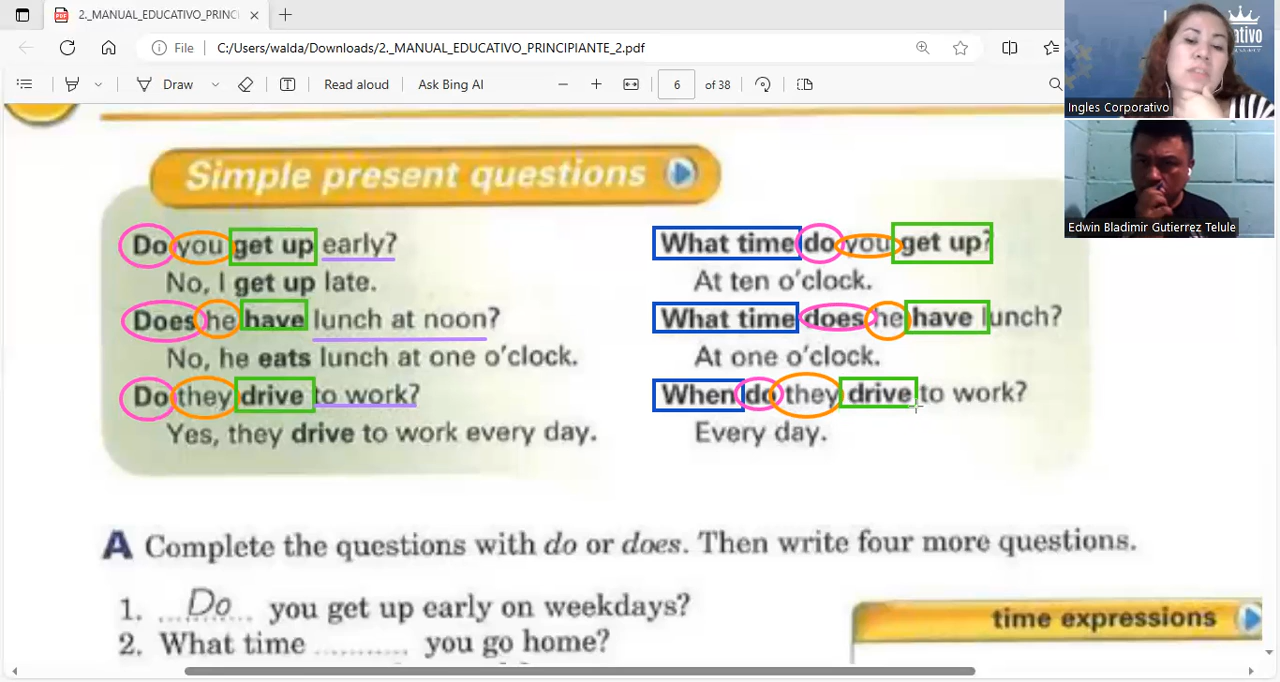 2._MANUAL_EDUCATIVO_PRINCI
File C:/Users/walda/Downloads/2._MANUAL_EDUCATIVO_PRINCIPIANTE_2.pdf
Draw Read aloud Ask Bing AI 6 of 38
Ingles Corporativo
Edwin Bladimir Gutierrez Telule
Simple present questions
Do you get up early?
No, I get up late.
Does he have lunch at noon?
No, he eats lunch at one o'clock.
Do they drive to work?
Yes, they drive to work every day.
What time do you get up?
At ten o'clock.
What time does he have lunch?
At one o'clock.
When do they drive to work?
Every day.
A Complete the questions with do or does. Then write four more questions.
1. ...Do... you get up early on weekdays?
2. What time .......... you go home?
time expressions